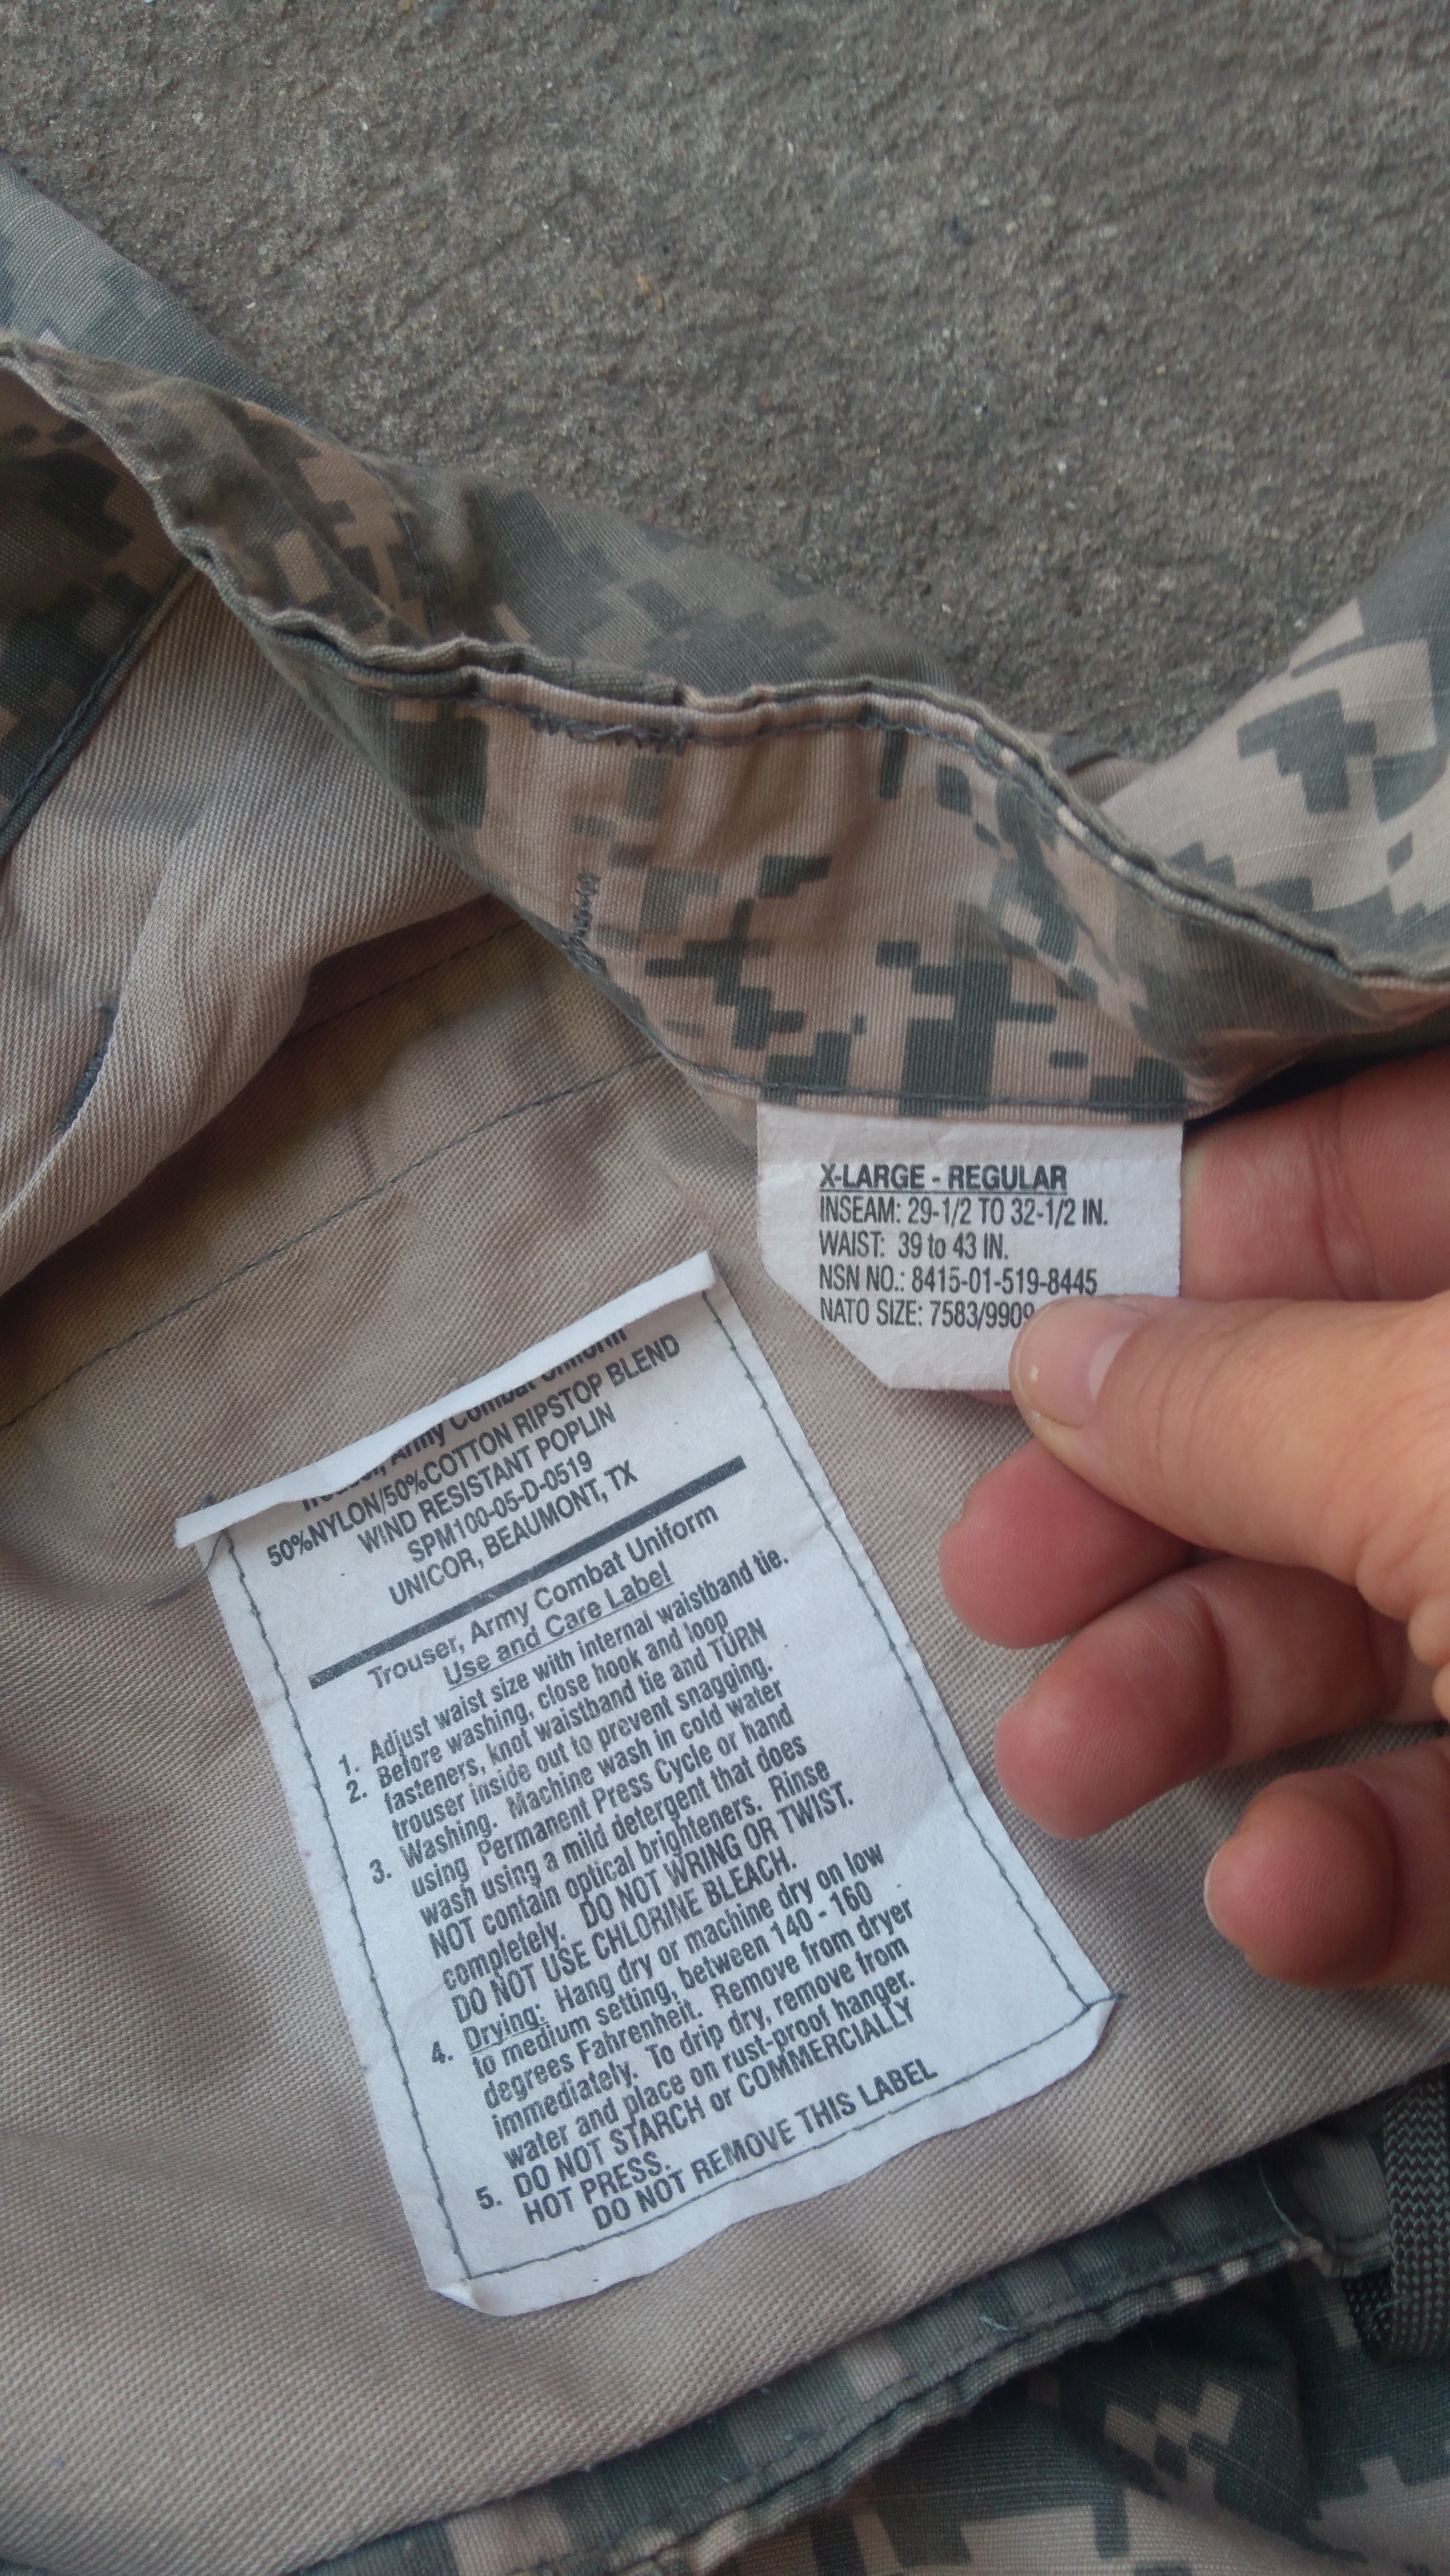 X-LARGE - REGULAR
INSEAM: 29-1/2 TO 32-1/2 IN.
WAIST: 39 to 43 IN.
NSN NO.: 8415-01-519-8445
NATO SIZE: 7583/9909
Trouser, Army Combat Uniform
50%NYLON/50%COTTON RIPSTOP BLEND
WIND RESISTANT POPLIN
SPM100-05-D-0519
UNICOR, BEAUMONT, TX
Trouser, Army Combat Uniform
Use and Care Label
1. Adjust waist size with internal waistband tie.
2. Before washing, close hook and loop
fasteners, knot waistband tie and TURN
trouser inside out to prevent snagging.
3. Washing. Machine wash in cold water
using Permanent Press Cycle or hand
wash using a mild detergent that does
NOT contain optical brighteners. Rinse
completely. DO NOT WRING OR TWIST.
DO NOT USE CHLORINE BLEACH.
4. Drying: Hang dry or machine dry on low
to medium setting, between 140 - 160
degrees Fahrenheit. Remove from dryer
immediately. To drip dry, remove from
water and place on rust-proof hanger.
5. DO NOT STARCH or COMMERCIALLY
HOT PRESS.
DO NOT REMOVE THIS LABEL